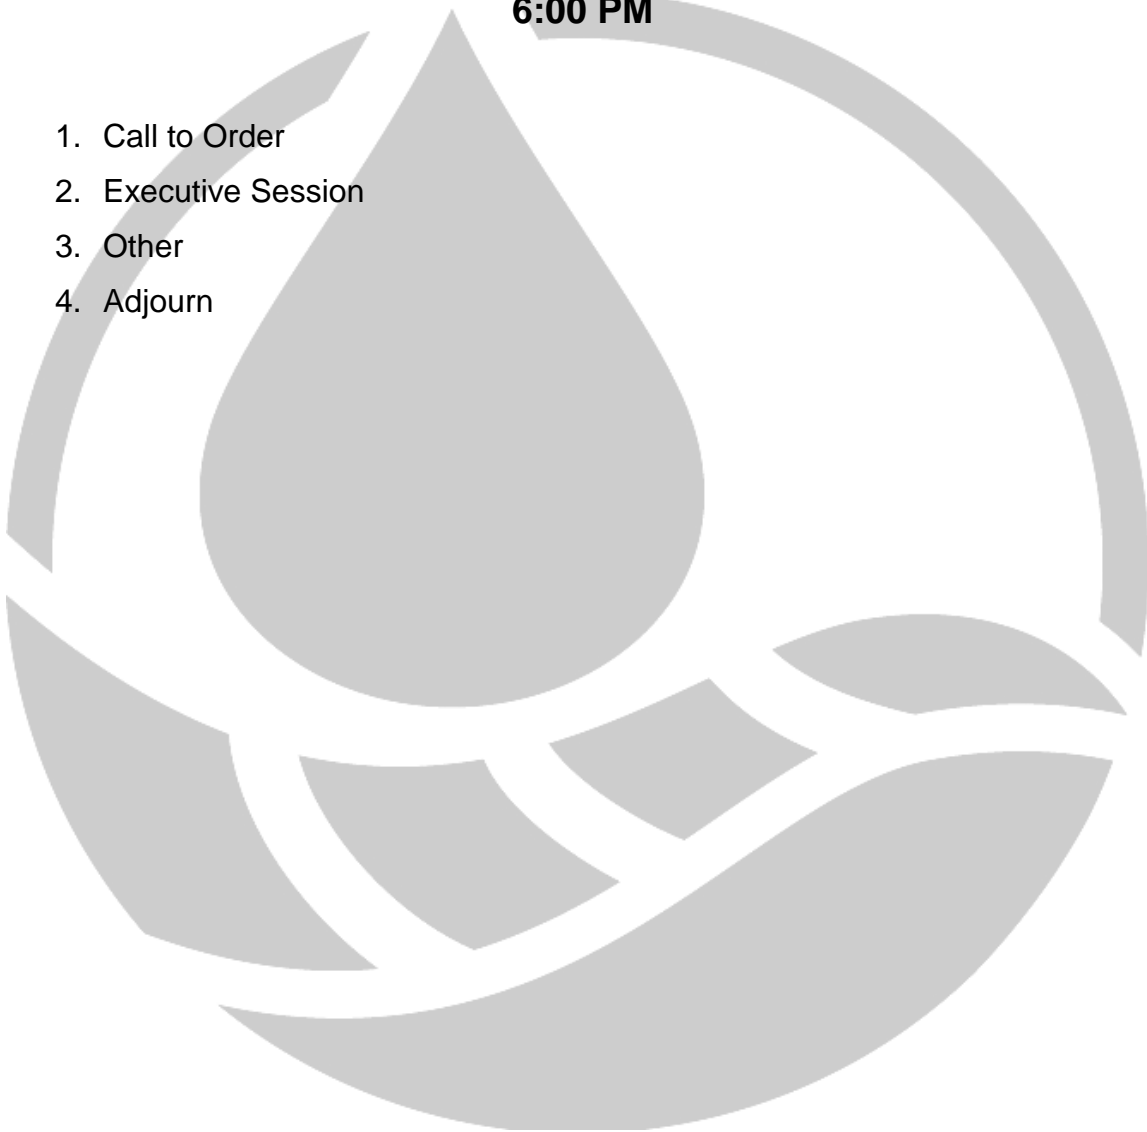 6:00 PM
1. Call to Order
2. Executive Session
3. Other
4. Adjourn